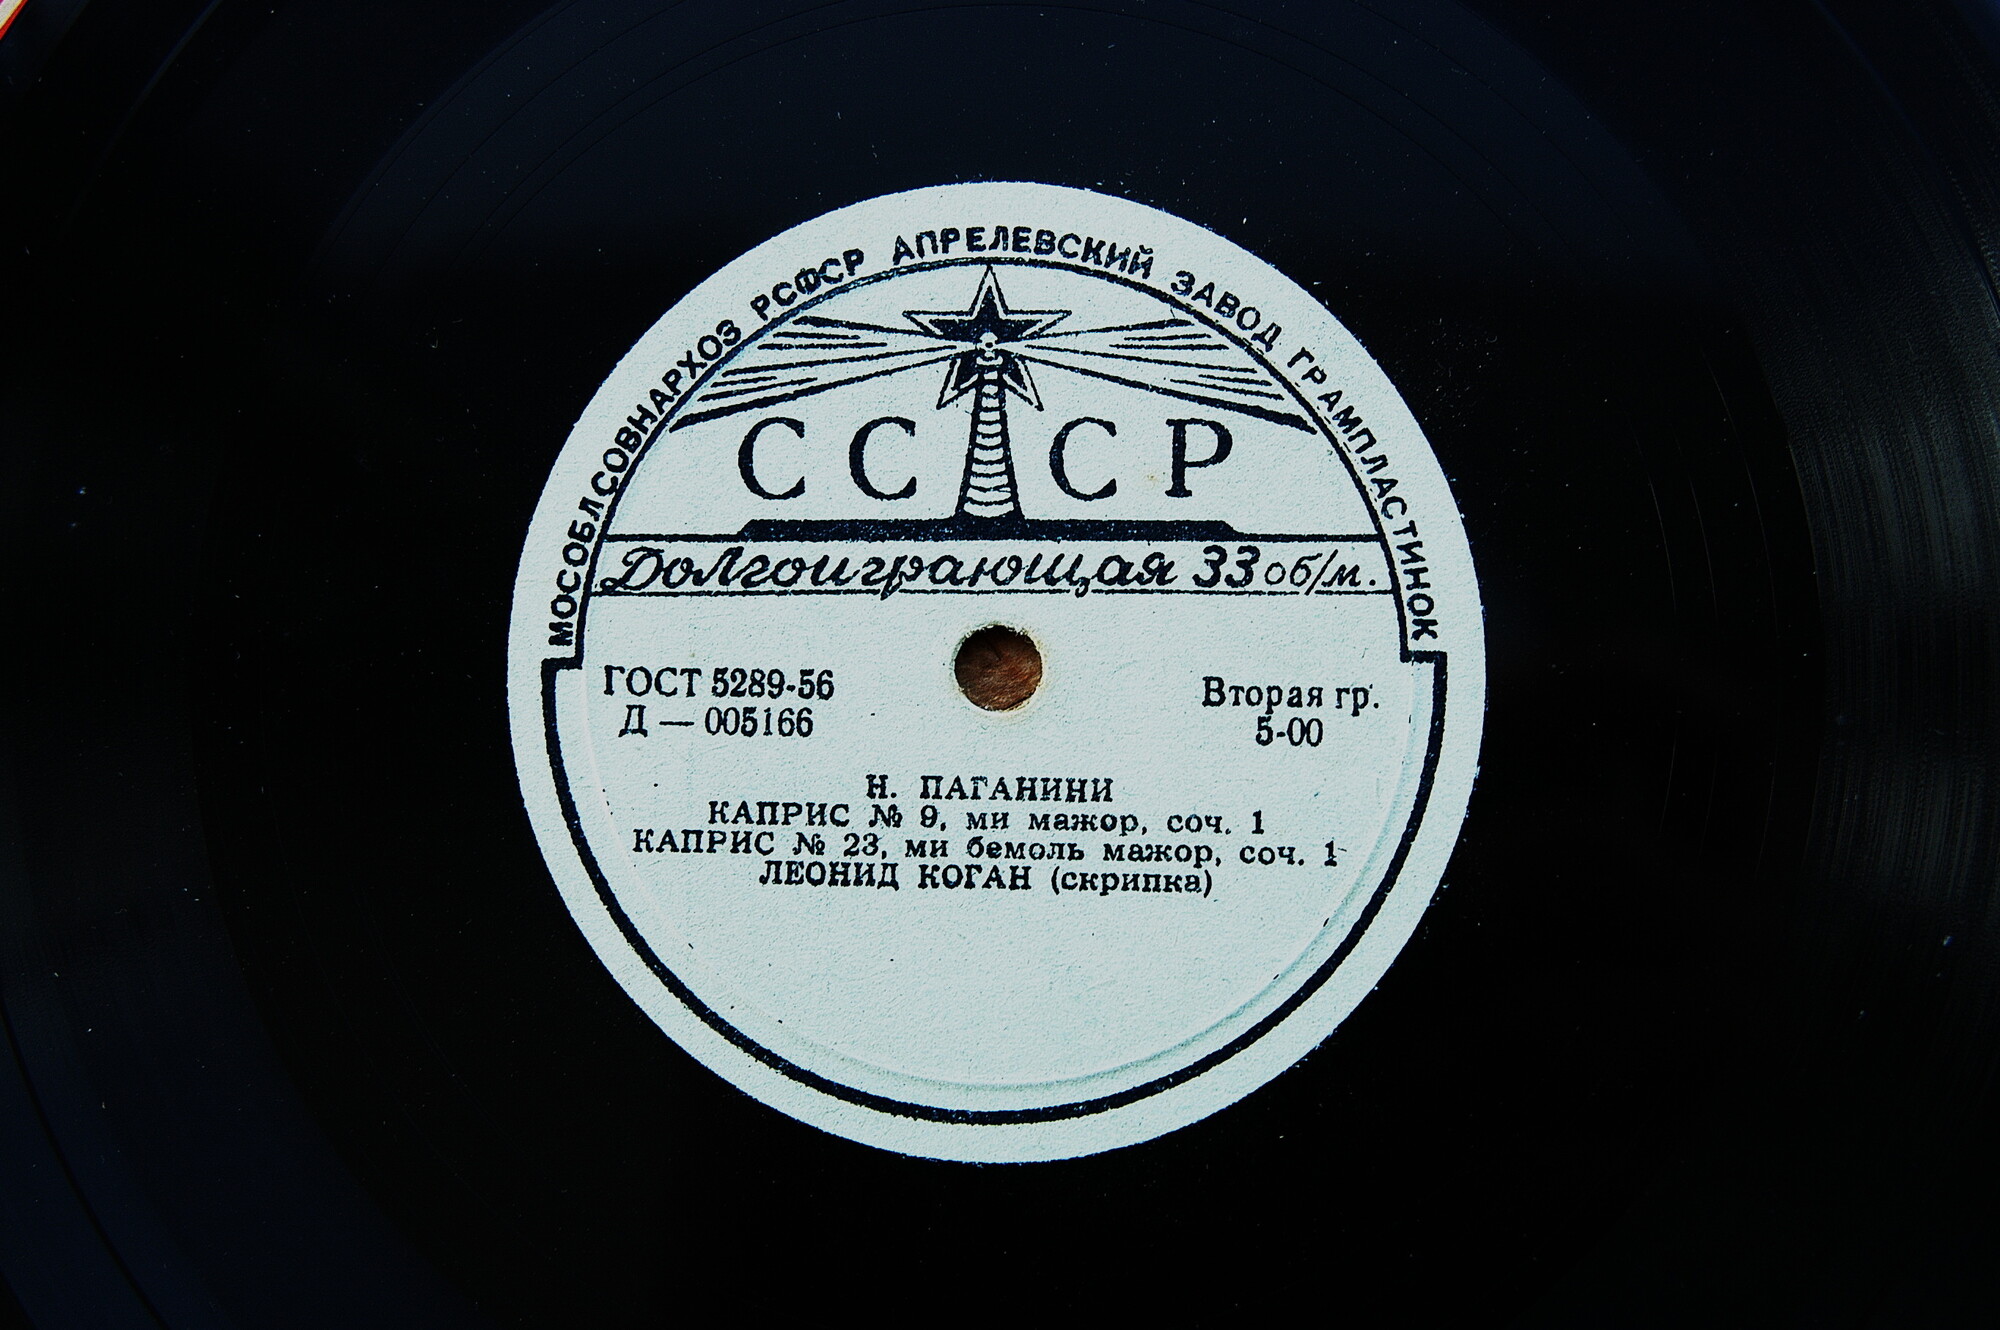 МОСОБЛСОВНАРХОЗ РСФСР АПРЕЛЕВСКИЙ ЗАВОД ГРАМПЛАСТИНОК
СССР
Долгоиграющая 33 об/м.
ГОСТ 5289-56
Д — 005166
Вторая гр.
5-00
Н. ПАГАНИНИ
КАПРИС № 9, ми мажор, соч. 1
КАПРИС № 23, ми бемоль мажор, соч. 1
ЛЕОНИД КОГАН (скрипка)